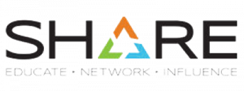 SHARE
EDUCATE • NETWORK • INFLUENCE